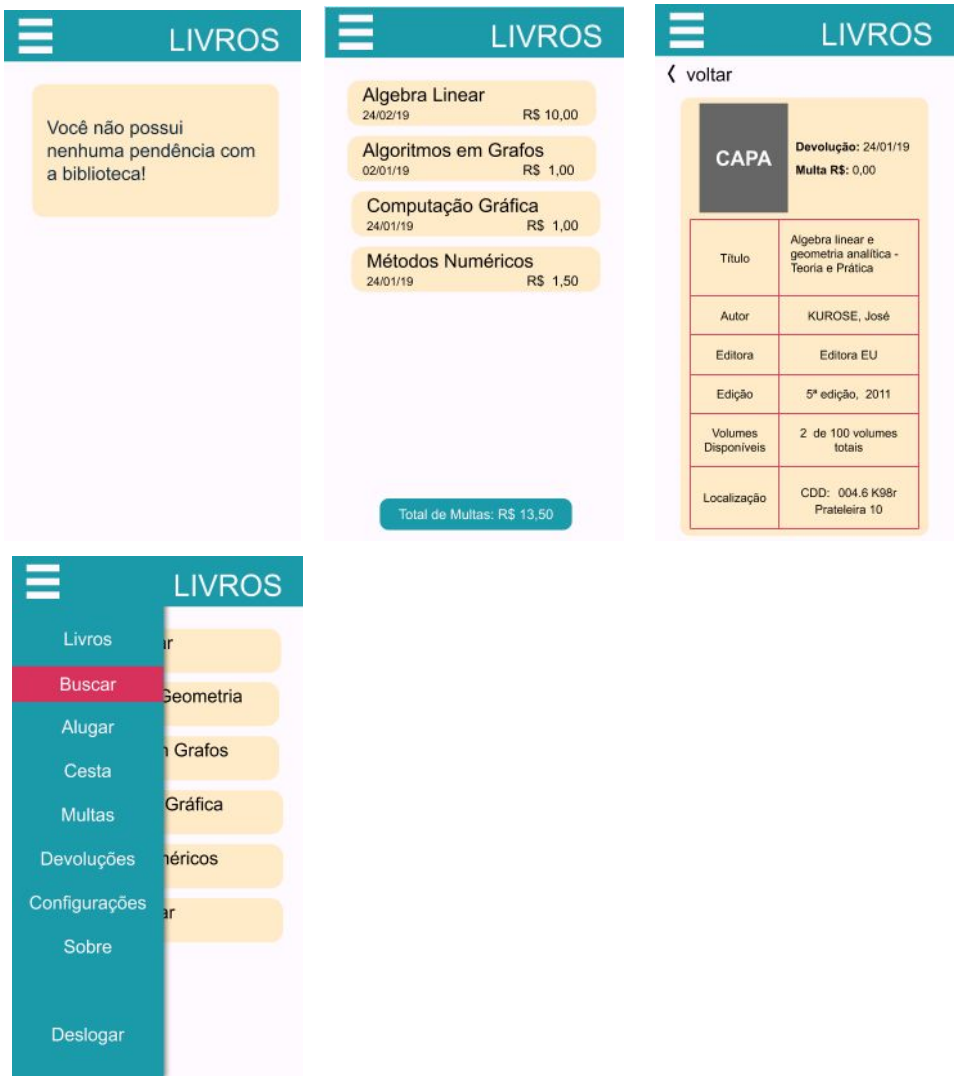 LIVROS
Você não possui
nenhuma pendência com
a biblioteca!
LIVROS
Algebra Linear
24/02/19 R$ 10,00
Algoritmos em Grafos
02/01/19 R$ 1,00
Computação Gráfica
24/01/19 R$ 1,00
Métodos Numéricos
24/01/19 R$ 1,50
Total de Multas: R$ 13,50
LIVROS
voltar
CAPA
Devolução: 24/01/19
Multa R$: 0,00
Título
Algebra linear e
geometria analítica -
Teoria e Prática
Autor
KUROSE, José
Editora
Editora EU
Edição
5ª edição, 2011
Volumes
Disponíveis
2 de 100 volumes
totais
Localização
CDD: 004.6 K98r
Prateleira 10
LIVROS
Livros
Buscar
Alugar
Cesta
Multas
Devoluções
Configurações
Sobre
Deslogar
ar
Geometria
Grafos
Gráfica
éricos
ar